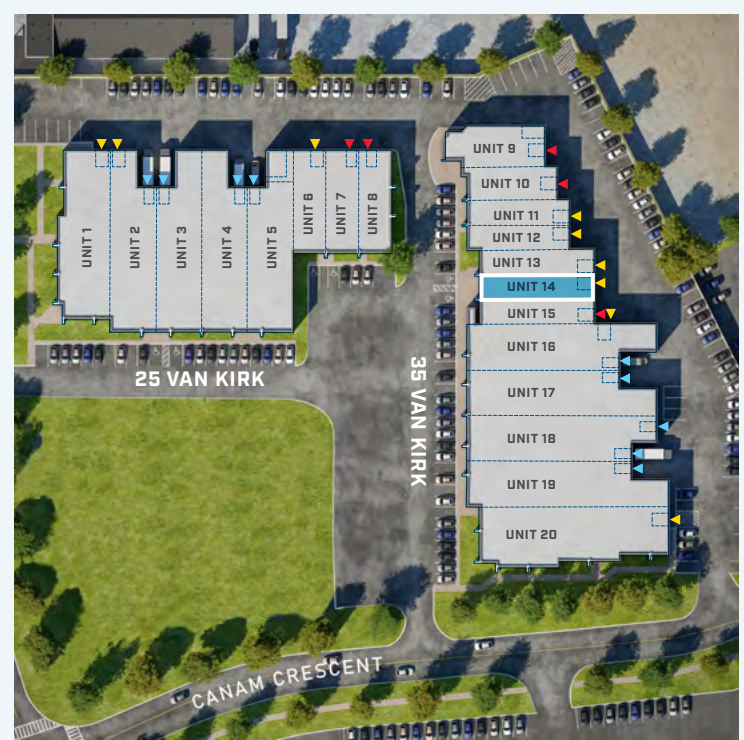 UNIT 1
UNIT 2
UNIT 3
UNIT 4
UNIT 5
UNIT 6
UNIT 7
UNIT 8
UNIT 9
UNIT 10
UNIT 11
UNIT 12
UNIT 13
UNIT 14
UNIT 15
UNIT 16
UNIT 17
UNIT 18
UNIT 19
UNIT 20
25 VAN KIRK
35 VAN KIRK
CANAM CRESCENT